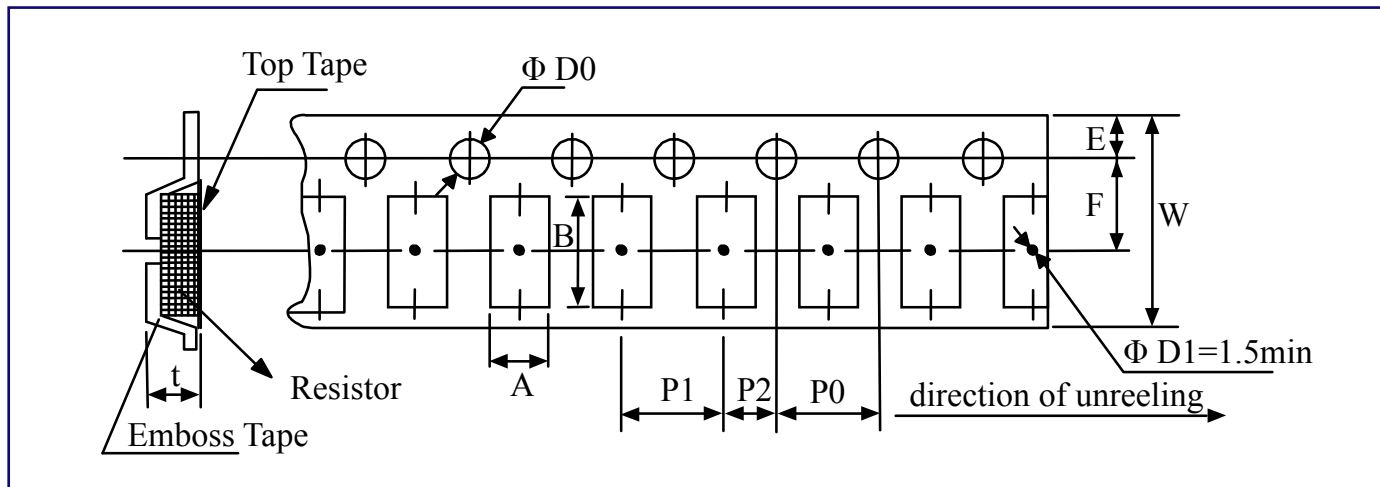 Top Tape
Φ D0
E
F
W
B
Φ D1=1.5min
t
Resistor
A
P1
P2
P0
direction of unreeling
Emboss Tape